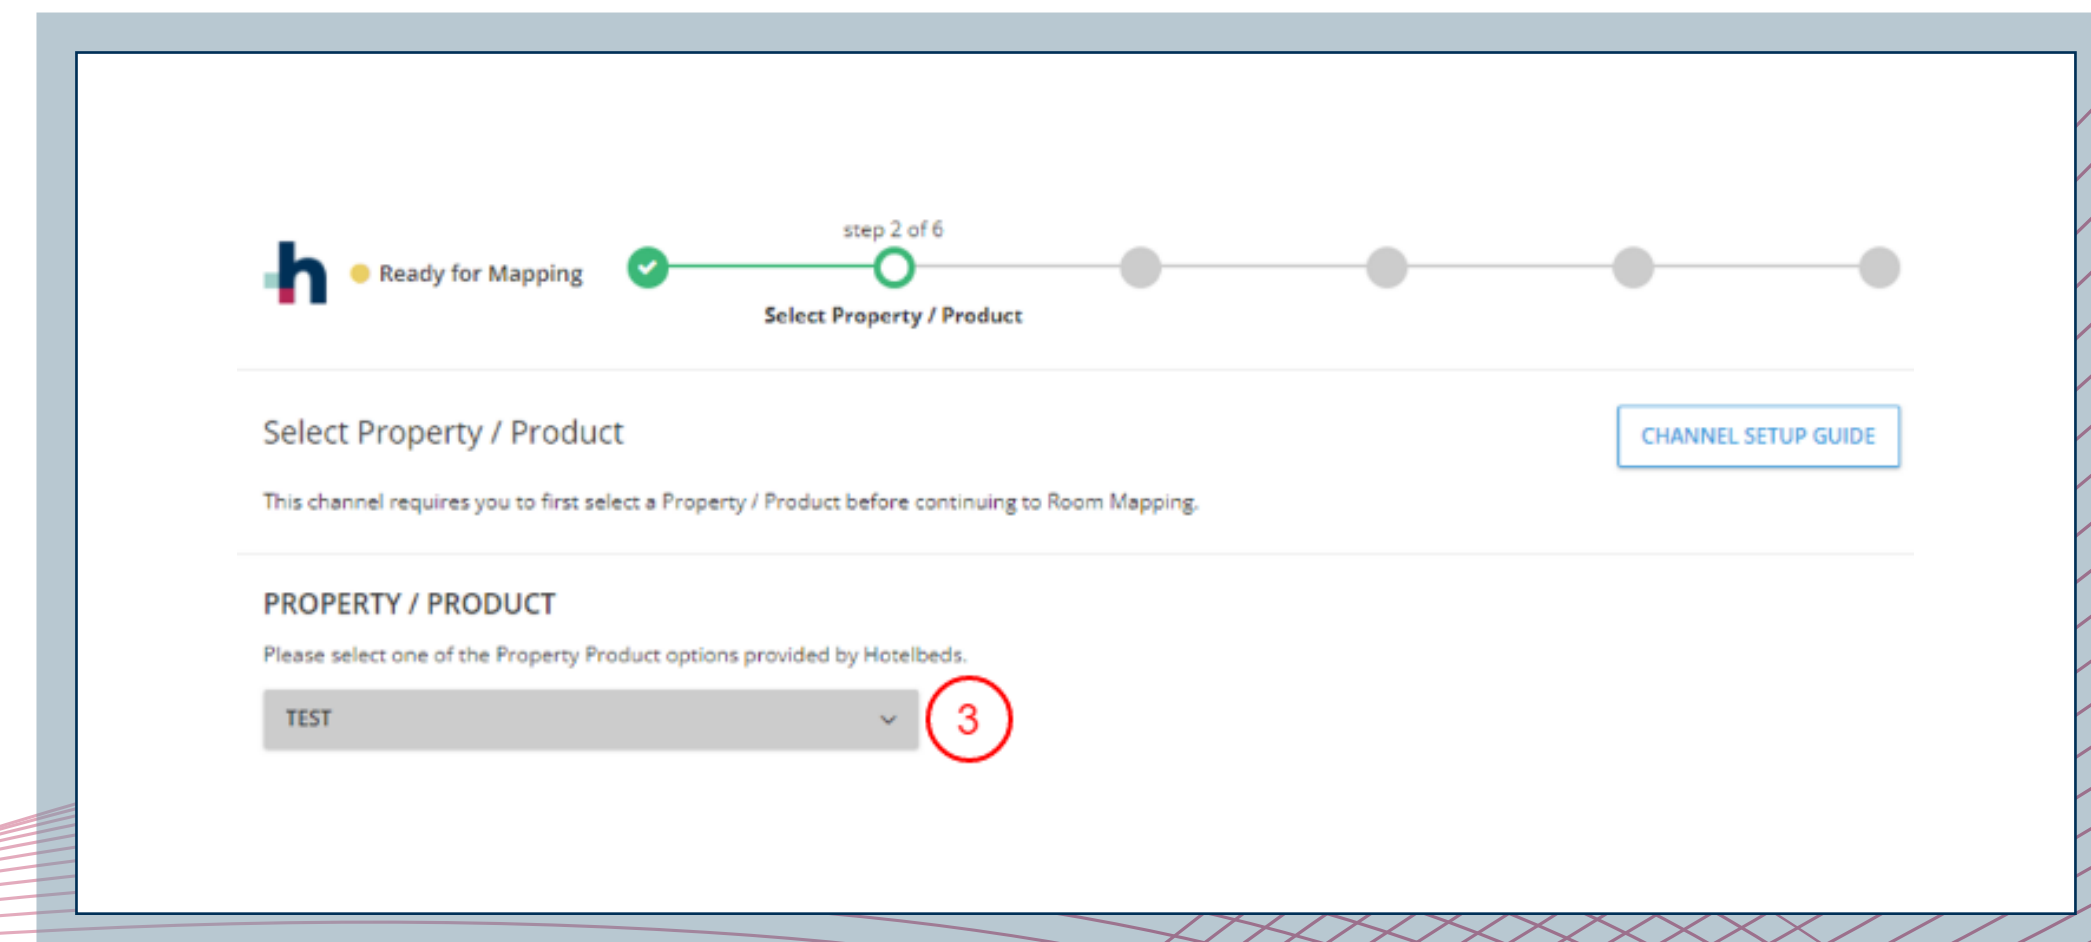 step 2 of 6
Ready for Mapping
Select Property / Product
Select Property / Product
CHANNEL SETUP GUIDE
This channel requires you to first select a Property / Product before continuing to Room Mapping.
PROPERTY / PRODUCT
Please select one of the Property Product options provided by Hotelbeds.
TEST
3